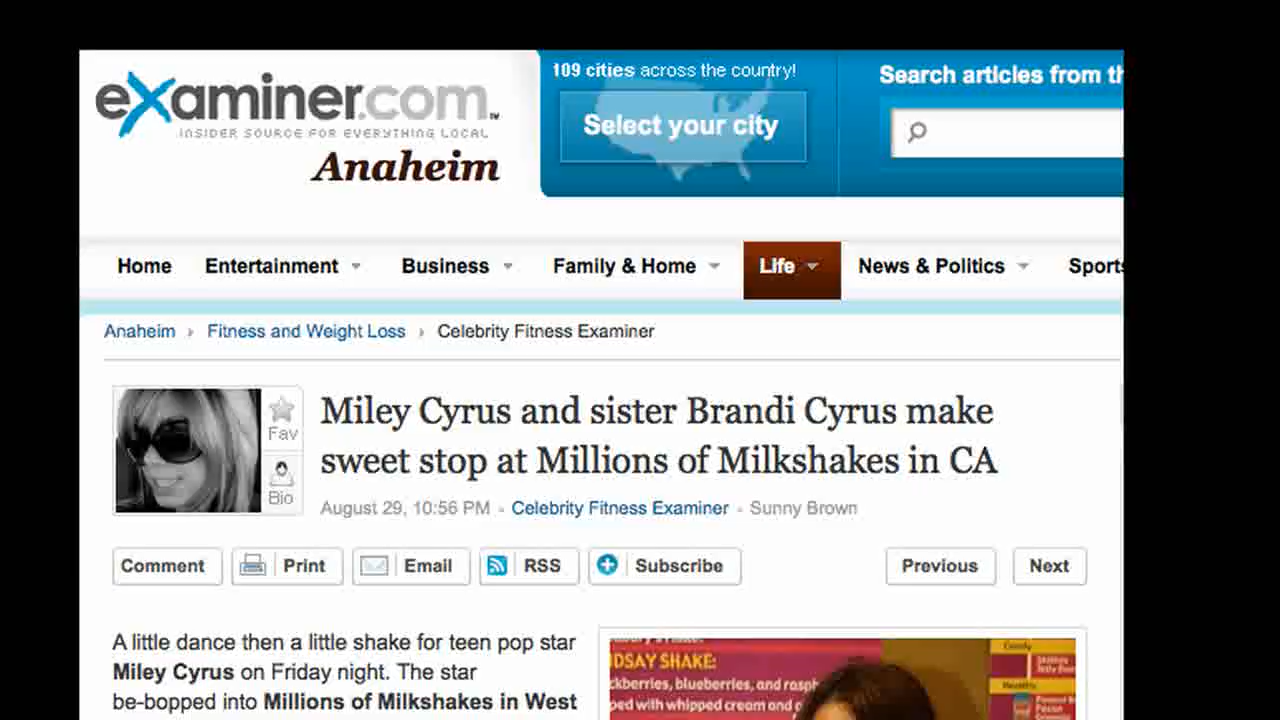 examiner.com
INSIDER SOURCE FOR EVERYTHING LOCAL
Anaheim
109 cities across the country!
Select your city
Search articles from th
Home Entertainment Business Family & Home Life News & Politics Sports
Anaheim › Fitness and Weight Loss › Celebrity Fitness Examiner
Fav
Bio
Miley Cyrus and sister Brandi Cyrus make
sweet stop at Millions of Milkshakes in CA
August 29, 10:56 PM Celebrity Fitness Examiner Sunny Brown
Comment Print Email RSS Subscribe Previous Next
A little dance then a little shake for teen pop star
Miley Cyrus on Friday night. The star
be-bopped into Millions of Milkshakes in West
DSAY SHAKE:
ckberries, blueberries, and rasp
ped with whipped cream and